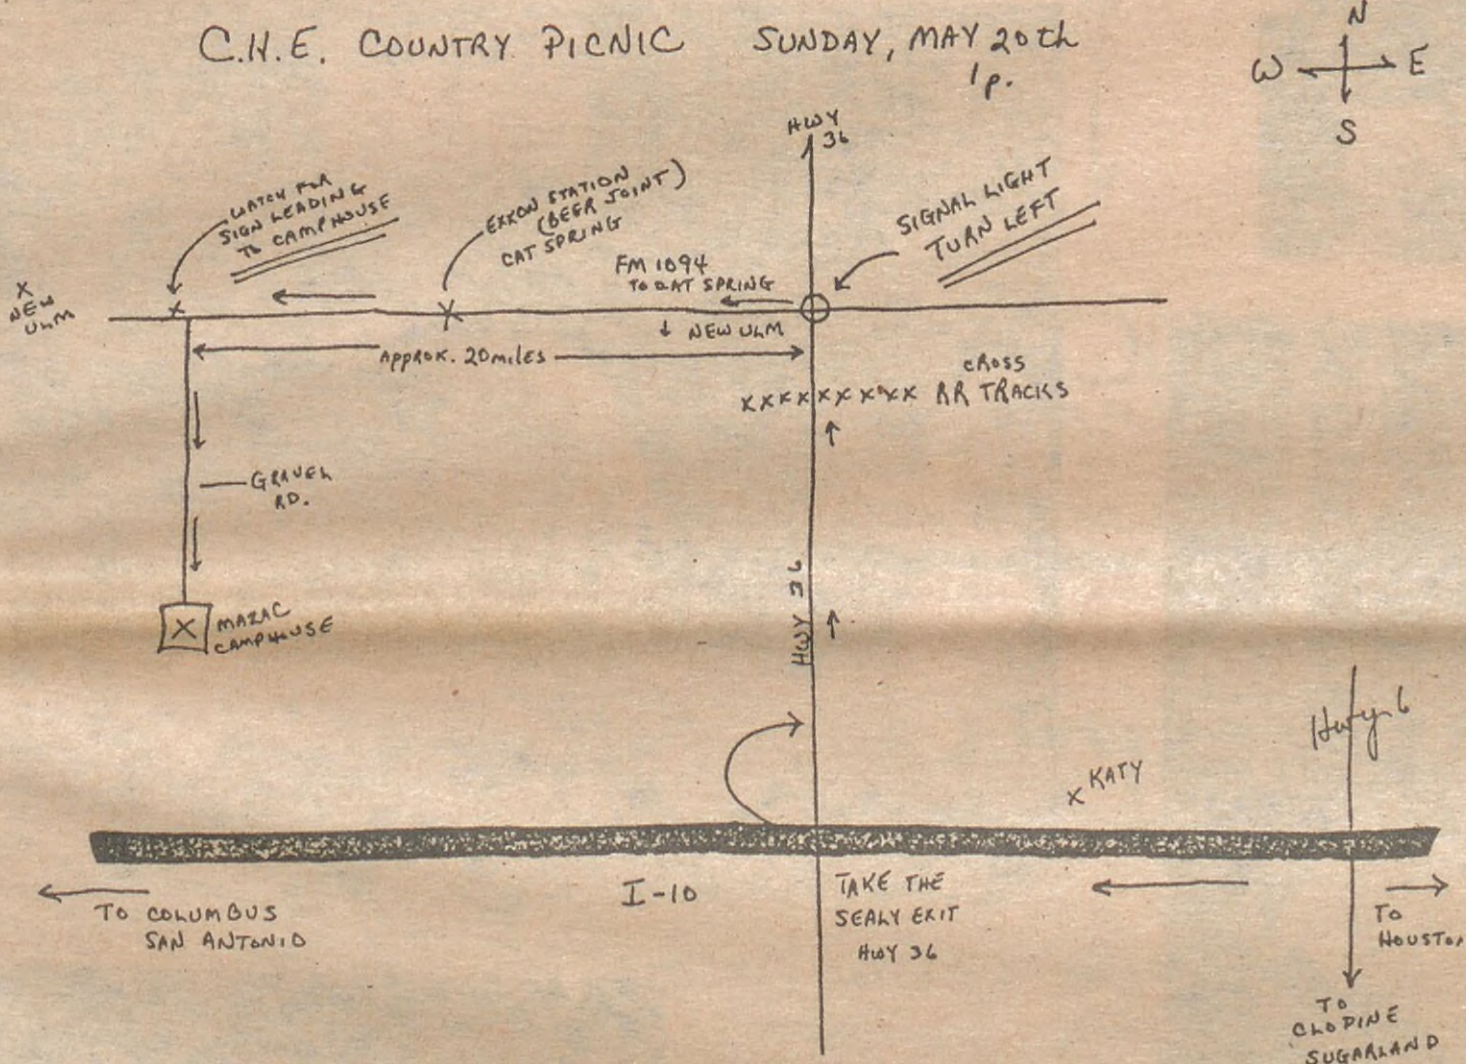 C.H.E. COUNTRY PICNIC SUNDAY, MAY 20th
1p.
N
W E
S
HWY
36
WATCH FOR
SIGN LEADING
TO CAMPHOUSE
EXXON STATION
(BEER JOINT)
CAT SPRING
SIGNAL LIGHT
TURN LEFT
FM 1094
TO CAT SPRING
X
NEW
ULM
X
X
NEW ULM
APPROX. 20 miles
CROSS
XXXXXXXXXX RR TRACKS
GRAVEL
RD.
HWY 36
X
MAZAC
CAMPHOUSE
Hwy 6
X KATY
I-10
TAKE THE
SEALY EXIT
HWY 36
TO COLUMBUS
SAN ANTONIO
TO
HOUSTON
TO
CLODINE
SUGARLAND